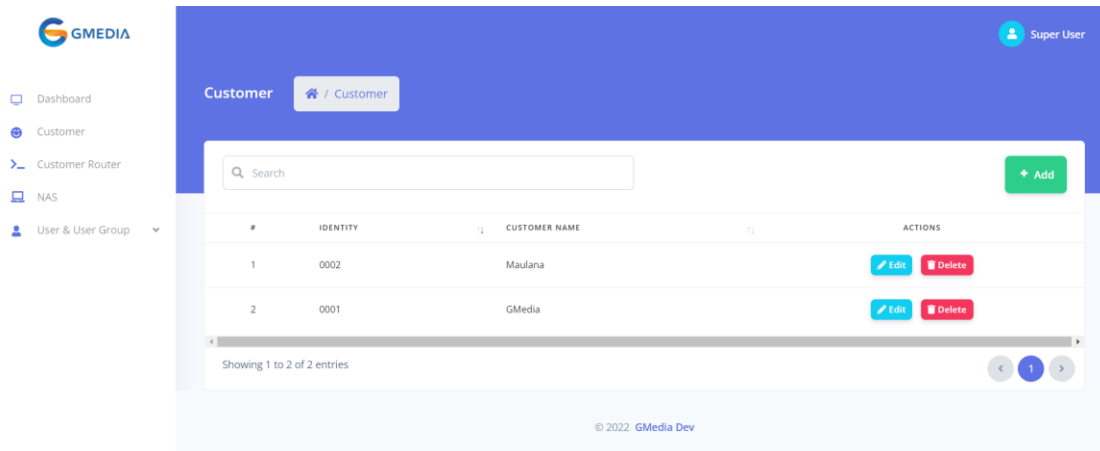 GMEDIA
Super User
Dashboard
Customer
Customer Router
NAS
User & User Group
Customer / Customer
Search
+ Add
# IDENTITY CUSTOMER NAME ACTIONS
1 0002 Maulana Edit Delete
2 0001 GMedia Edit Delete
Showing 1 to 2 of 2 entries
< 1 >
© 2022 GMedia Dev